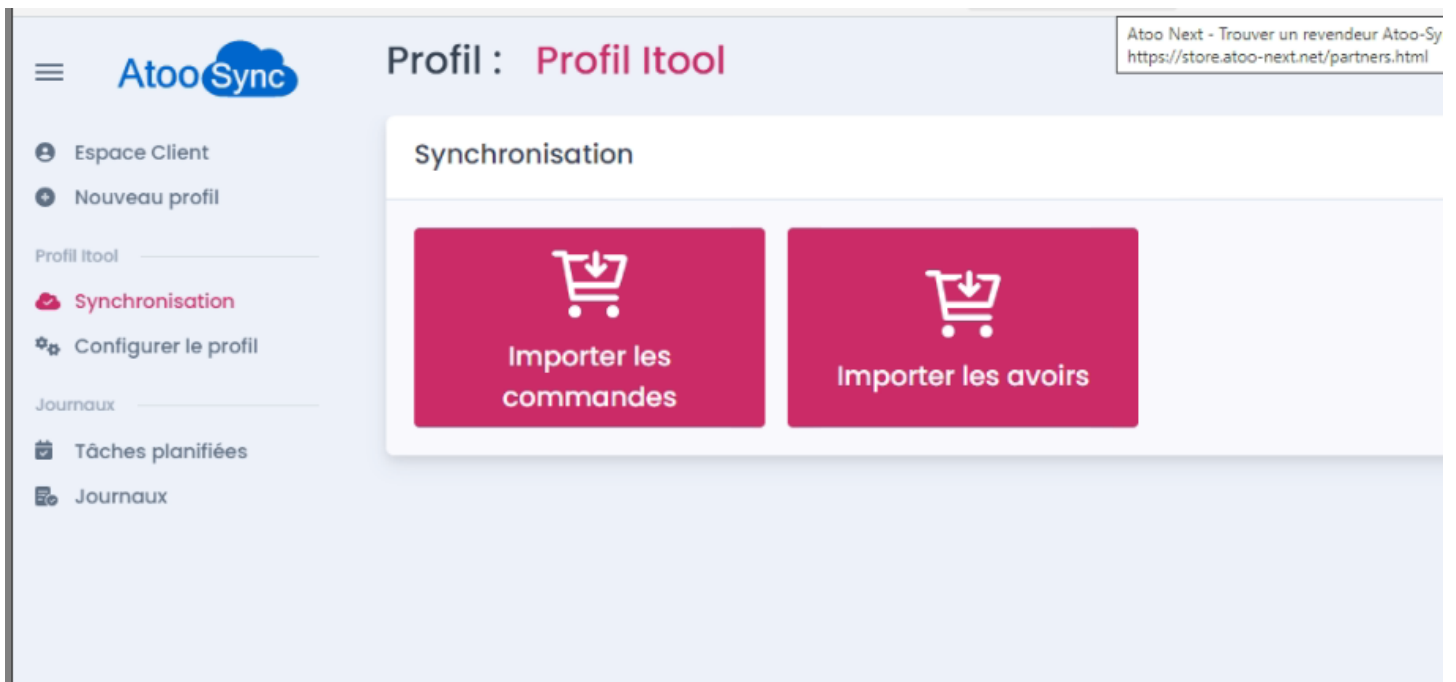 Atoo Next - Trouver un revendeur Atoo-Sy
https://store.atoo-next.net/partners.html
AtooSync
Profil : Profil Itool
Espace Client
Nouveau profil
Profil Itool
Synchronisation
Configurer le profil
Journaux
Tâches planifiées
Journaux
Synchronisation
Importer les
commandes
Importer les avoirs